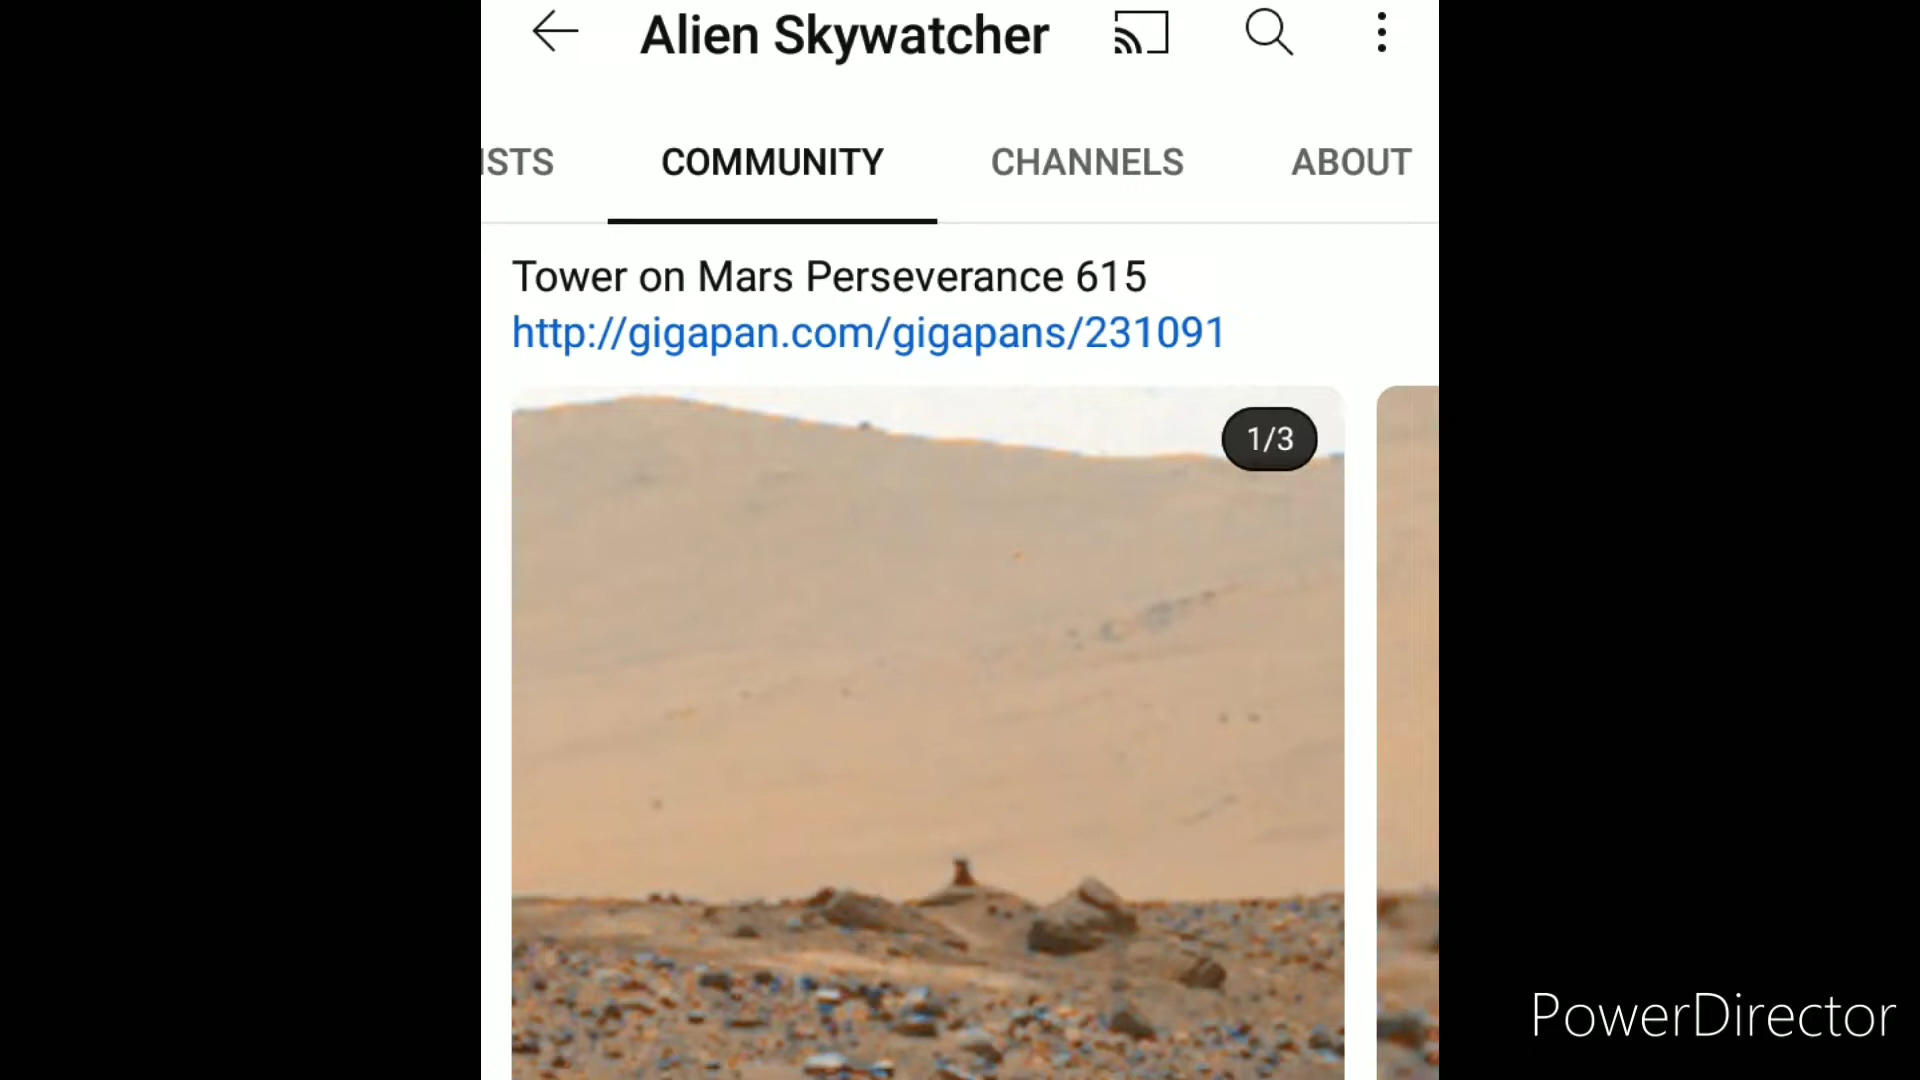 Alien Skywatcher
ISTS COMMUNITY CHANNELS ABOUT
Tower on Mars Perseverance 615
http://gigapan.com/gigapans/231091
1/3
PowerDirector